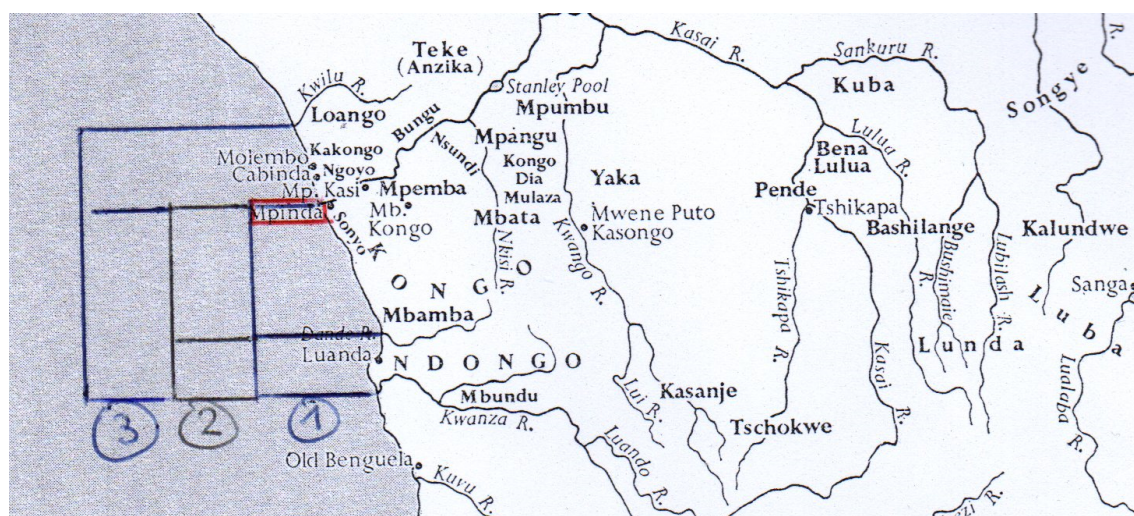 Teke
(Anzika)
Kasai R.
Sankuru R.
R.
Kwilu R.
Stanley Pool
Mpumbu
Kuba
Songye
Loango
Bungu
Nsundi
Mpangu
Lulua R.
Kakongo
Molembo
Cabinda
Ngoyo
Kongo
Dia
Mulaza
Bena
Lulua
Mp. Kasi
Mpemba
Yaka
Pende
Mpinda
Sonyo
Mb.
Kongo
Mbata
Mwene Puto
Kasongo
Tshikapa
Bashilange
Kalundwe
KONGO
Nkisi R.
Kwango R.
Tshikapa R.
Bushimaie R.
Lubilash R.
Sanga
Luba
Mbamba
Dande R.
Luanda
NDONGO
Lunda
Kasai R.
Lualaba R.
Mbundu
Kwanza R.
Lui R.
Kasanje
Tschokwe
3
2
1
Luando R.
Old Benguela
Kuvu R.
zi R.